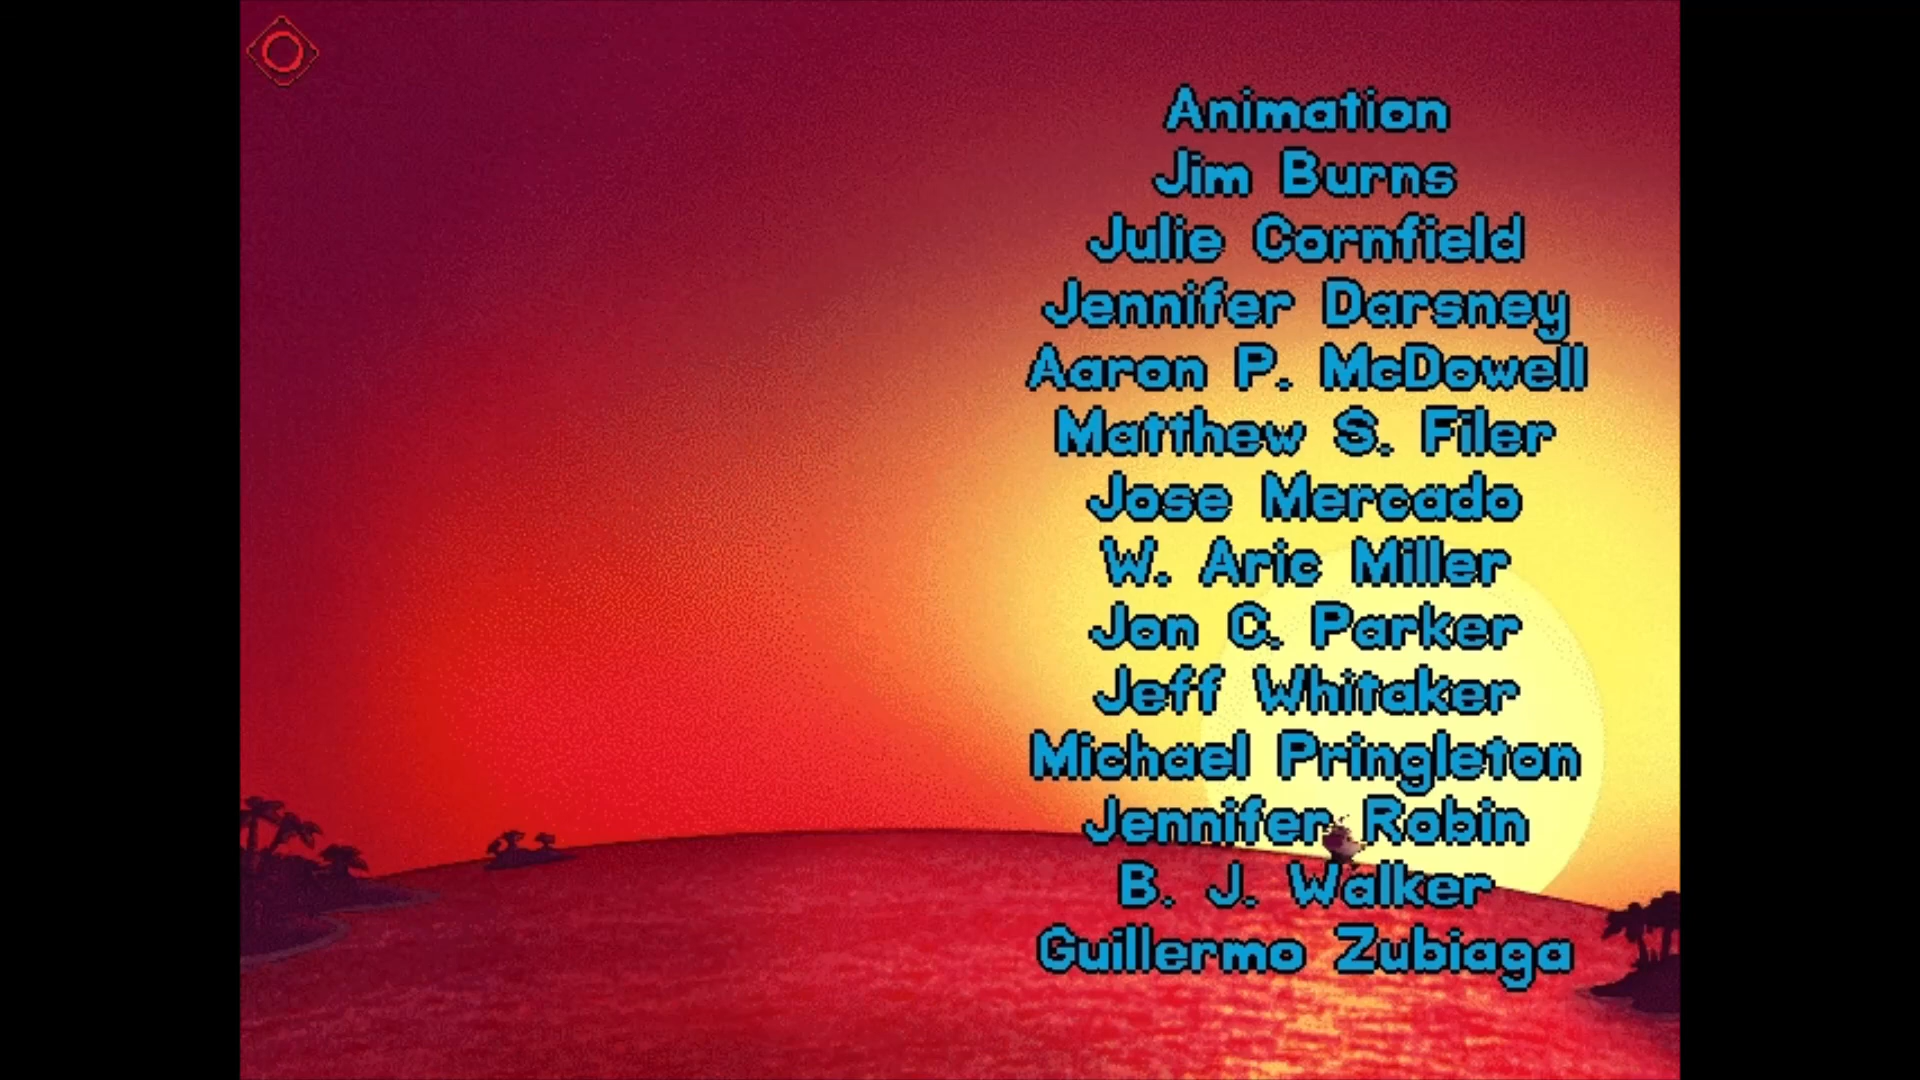 Animation
Jim Burns
Julie Cornfield
Jennifer Darsney
Aaron P. McDowell
Matthew S. Filer
Jose Mercado
W. Aric Miller
Jon C. Parker
Jeff Whitaker
Michael Pringleton
Jennifer Robin
B. J. Walker
Guillermo Zubiaga